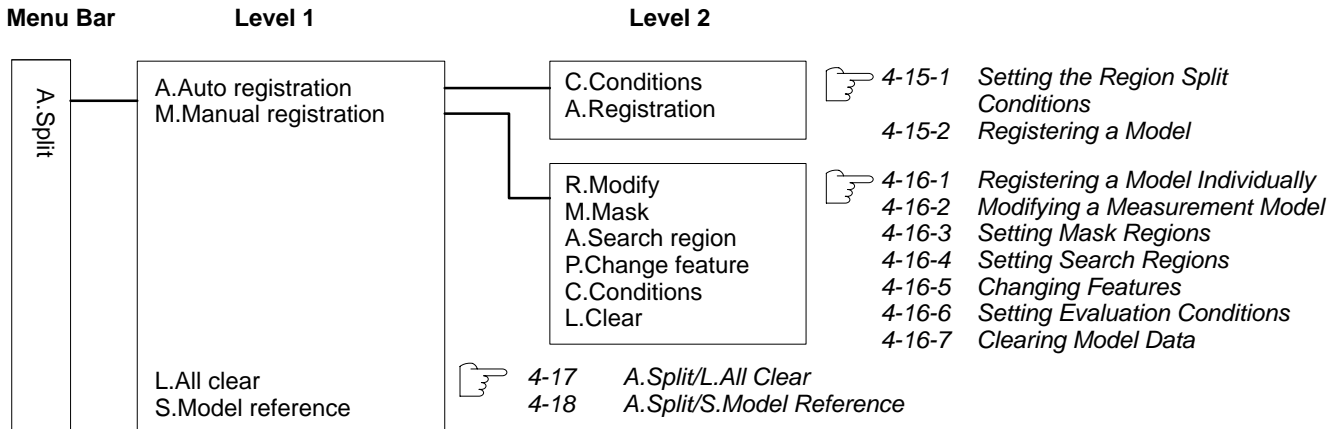 Menu Bar
Level 1
Level 2
A.Split
A.Auto registration
M.Manual registration
L.All clear
S.Model reference
C.Conditions
A.Registration
R.Modify
M.Mask
A.Search region
P.Change feature
C.Conditions
L.Clear
4-15-1 Setting the Region Split
Conditions
4-15-2 Registering a Model
4-16-1 Registering a Model Individually
4-16-2 Modifying a Measurement Model
4-16-3 Setting Mask Regions
4-16-4 Setting Search Regions
4-16-5 Changing Features
4-16-6 Setting Evaluation Conditions
4-16-7 Clearing Model Data
4-17 A.Split/L.All Clear
4-18 A.Split/S.Model Reference